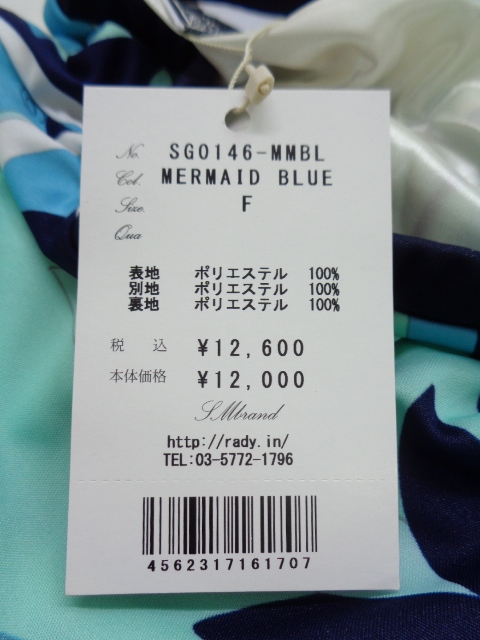 No. SG0146-MMBL
Col. MERMAID BLUE
Size. F
Qua
表地 ポリエステル 100%
別地 ポリエステル 100%
裏地 ポリエステル 100%
税込 ¥12,600
本体価格 ¥12,000
SMbrand
http://rady.in/
TEL:03-5772-1796
4562317161707